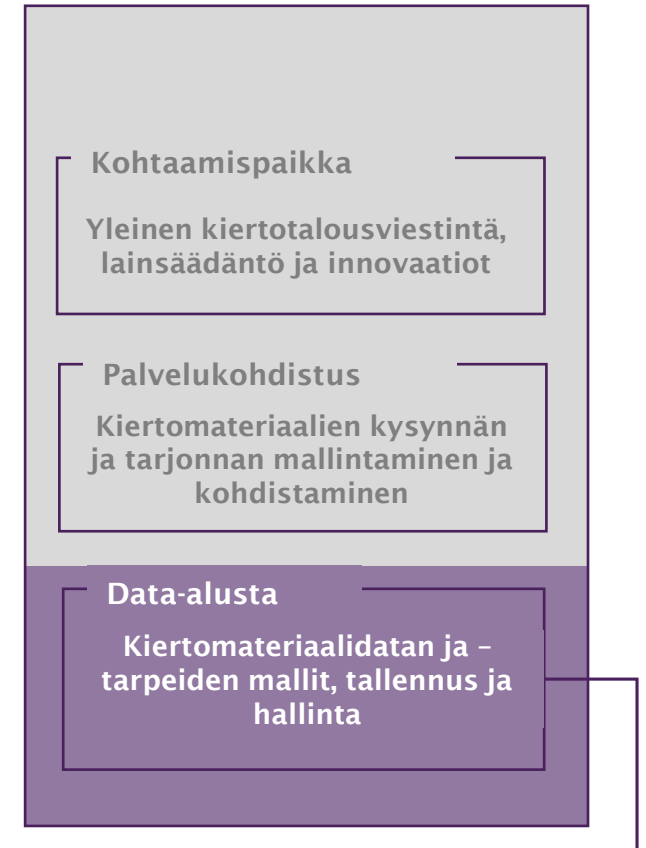 Kohtaamispaikka
Yleinen kiertotalousviestintä,
lainsäädäntö ja innovaatiot
Palvelukohdistus
Kiertomateriaalien kysynnän
ja tarjonnan mallintaminen ja
kohdistaminen
Data-alusta
Kiertomateriaalidatan ja –
tarpeiden mallit, tallennus ja
hallinta